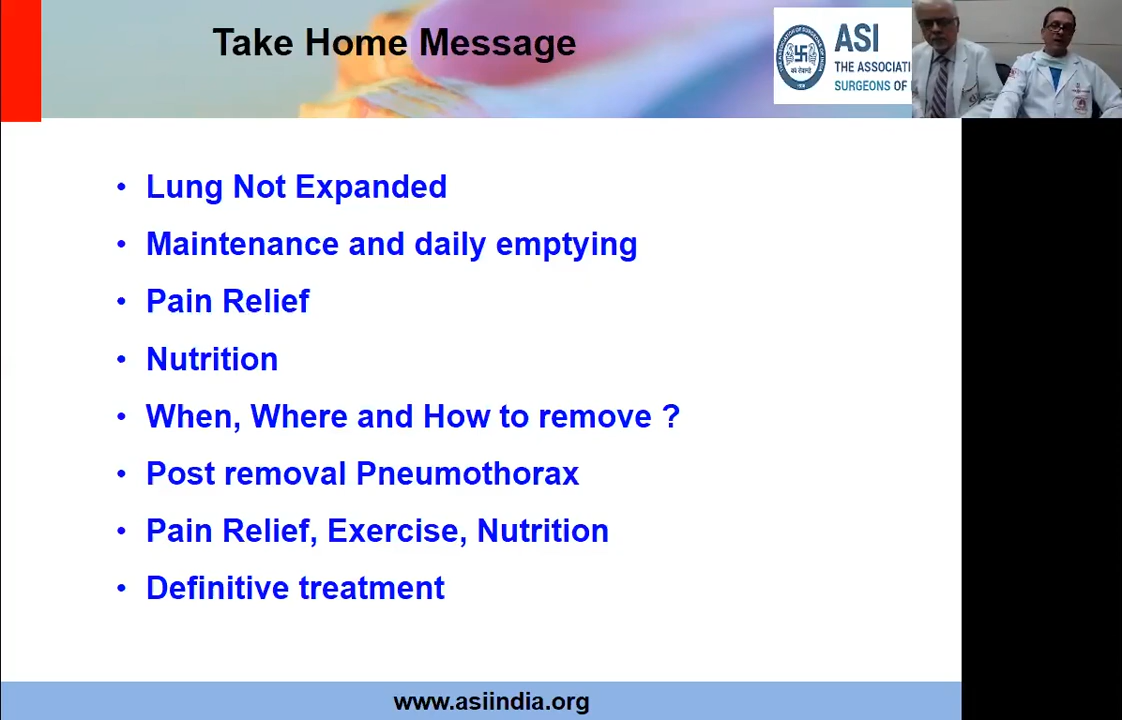 Take Home Message
ASI
THE ASSOCIATI
SURGEONS OF
• Lung Not Expanded
• Maintenance and daily emptying
• Pain Relief
• Nutrition
• When, Where and How to remove ?
• Post removal Pneumothorax
• Pain Relief, Exercise, Nutrition
• Definitive treatment
www.asiindia.org